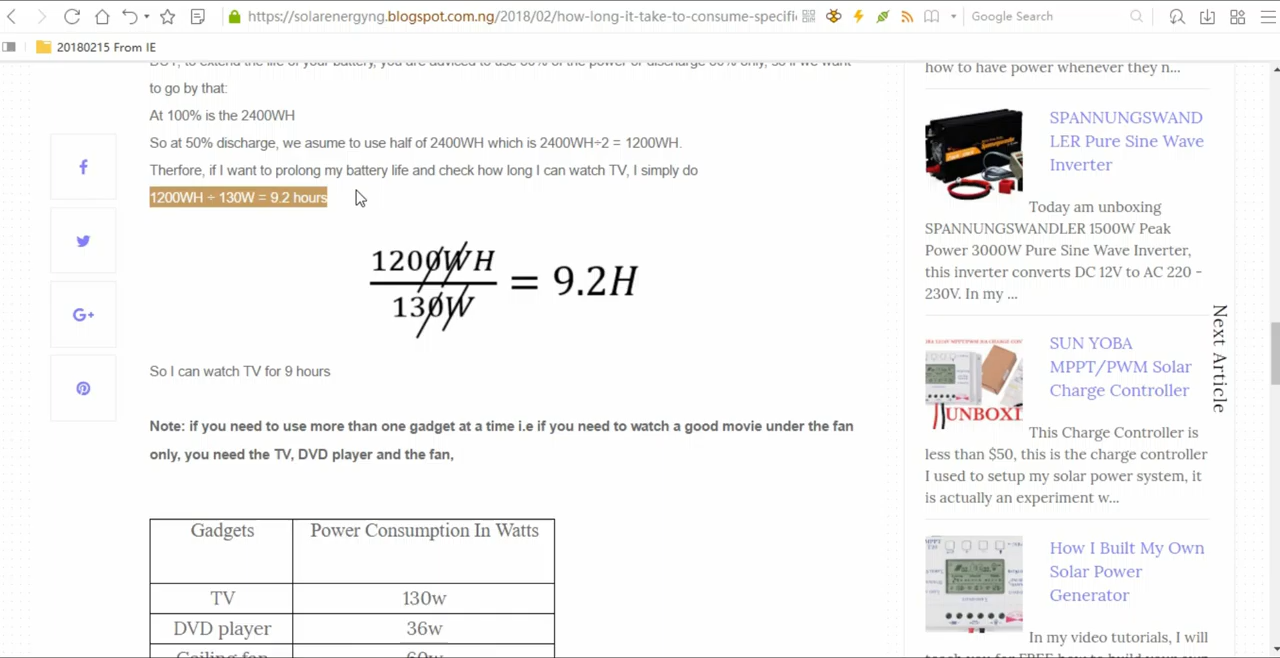 https://solarenergyng.blogspot.com.ng/2018/02/how-long-it-take-to-consume-specifi
Google Search
20180215 From IE
to go by that:
At 100% is the 2400WH
So at 50% discharge, we asume to use half of 2400WH which is 2400WH÷2 = 1200WH.
Therfore, if I want to prolong my battery life and check how long I can watch TV, I simply do
1200WH ÷ 130W = 9.2 hours
1200WH
130W
= 9.2H
So I can watch TV for 9 hours
Note: if you need to use more than one gadget at a time i.e if you need to watch a good movie under the fan
only, you need the TV, DVD player and the fan,
Gadgets Power Consumption In Watts
TV 130w
DVD player 36w
Ceiling fan 60w
G+
how to have power whenever they n...
SPANNUNGSWAND
LER Pure Sine Wave
Inverter
Today am unboxing
SPANNUNGSWANDLER 1500W Peak
Power 3000W Pure Sine Wave Inverter,
this inverter converts DC 12V to AC 220 -
230V. In my ...
SUN YOBA
MPPT/PWM Solar
Charge Controller
UNBOXI
This Charge Controller is
less than $50, this is the charge controller
I used to setup my solar power system, it
is actually an experiment w...
How I Built My Own
Solar Power
Generator
In my video tutorials, I will
Next Article